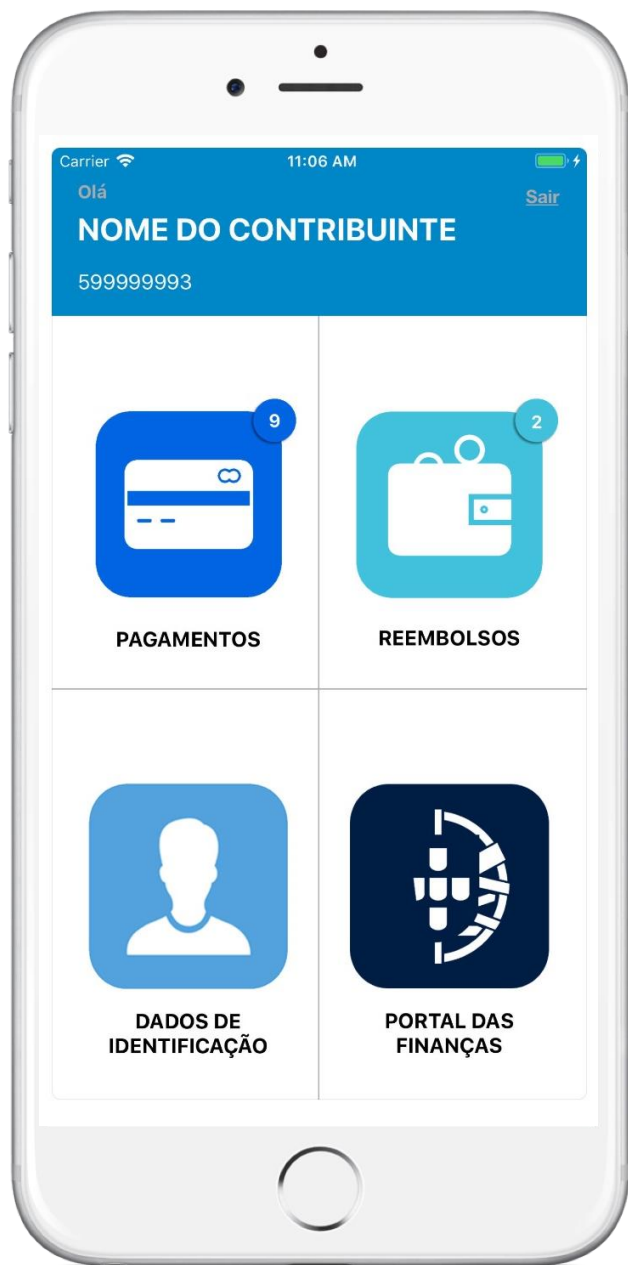 Carrier 11:06 AM
Olá
Sair
NOME DO CONTRIBUINTE
599999993
9
2
PAGAMENTOS
REEMBOLSOS
DADOS DE
IDENTIFICAÇÃO
PORTAL DAS
FINANÇAS